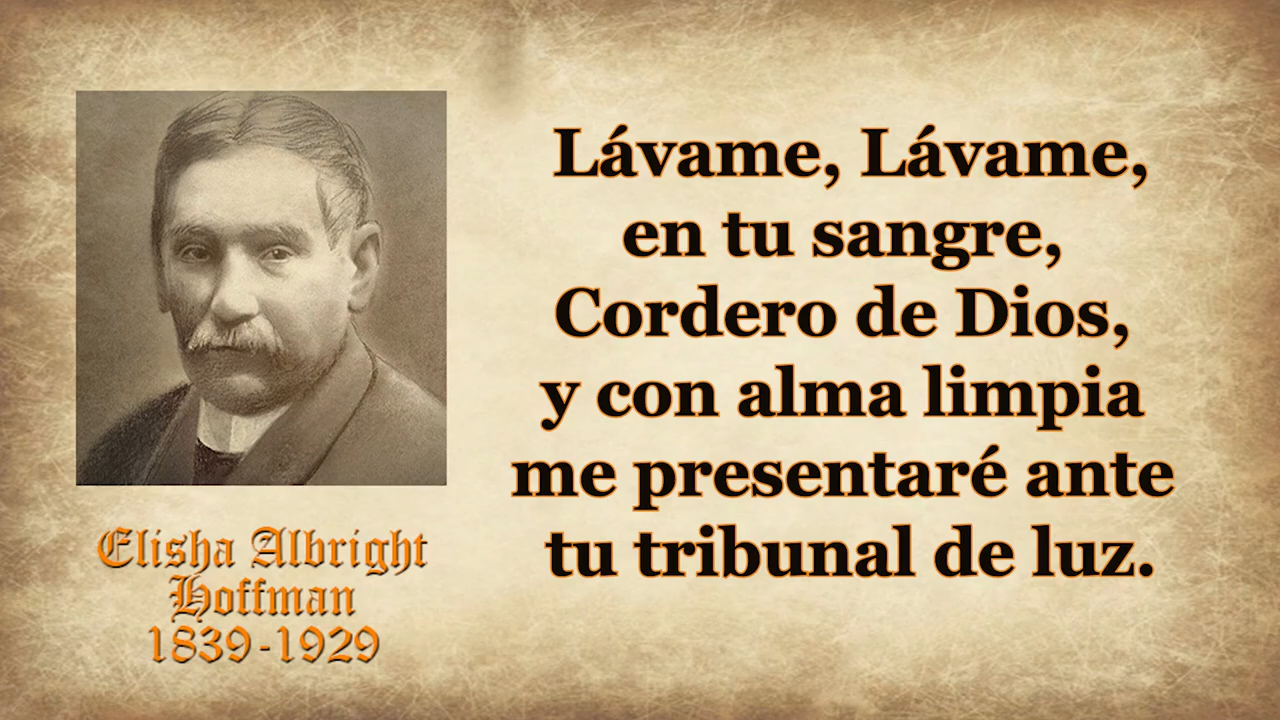 Lávame, Lávame,
en tu sangre,
Cordero de Dios,
y con alma limpia
me presentaré ante
tu tribunal de luz.
Elisha Albright
Hoffman
1839-1929